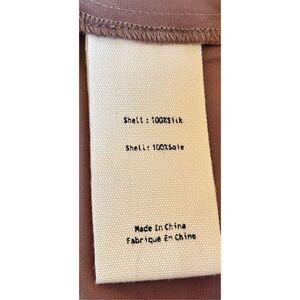 Shell: 100%Silk
Shell: 100%Soie
Made In China
Fabriqué En Chine